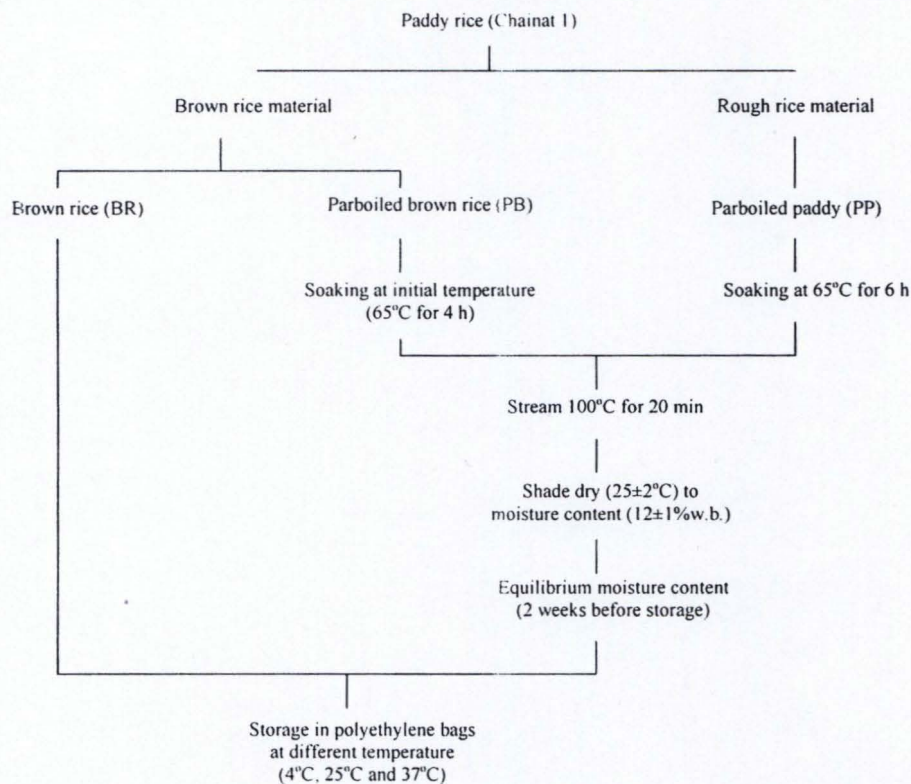 Paddy rice (Chainat 1)
Brown rice material
Rough rice material
Brown rice (BR)
Parboiled brown rice (PB)
Parboiled paddy (PP)
Soaking at initial temperature
(65°C for 4 h)
Soaking at 65°C for 6 h
Stream 100°C for 20 min
Shade dry (25±2°C) to
moisture content (12±1%w.b.)
Equilibrium moisture content
(2 weeks before storage)
Storage in polyethylene bags
at different temperature
(4°C, 25°C and 37°C)